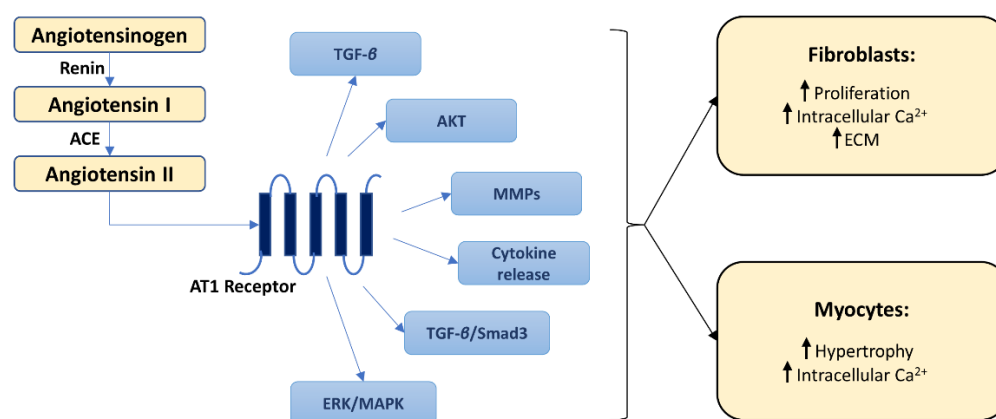 Angiotensinogen
Renin
Angiotensin I
ACE
Angiotensin II
AT1 Receptor
TGF-β
AKT
MMPs
Cytokine
release
TGF-β/Smad3
ERK/MAPK
Fibroblasts:
Proliferation
Intracellular Ca²⁺
ECM
Myocytes:
Hypertrophy
Intracellular Ca²⁺